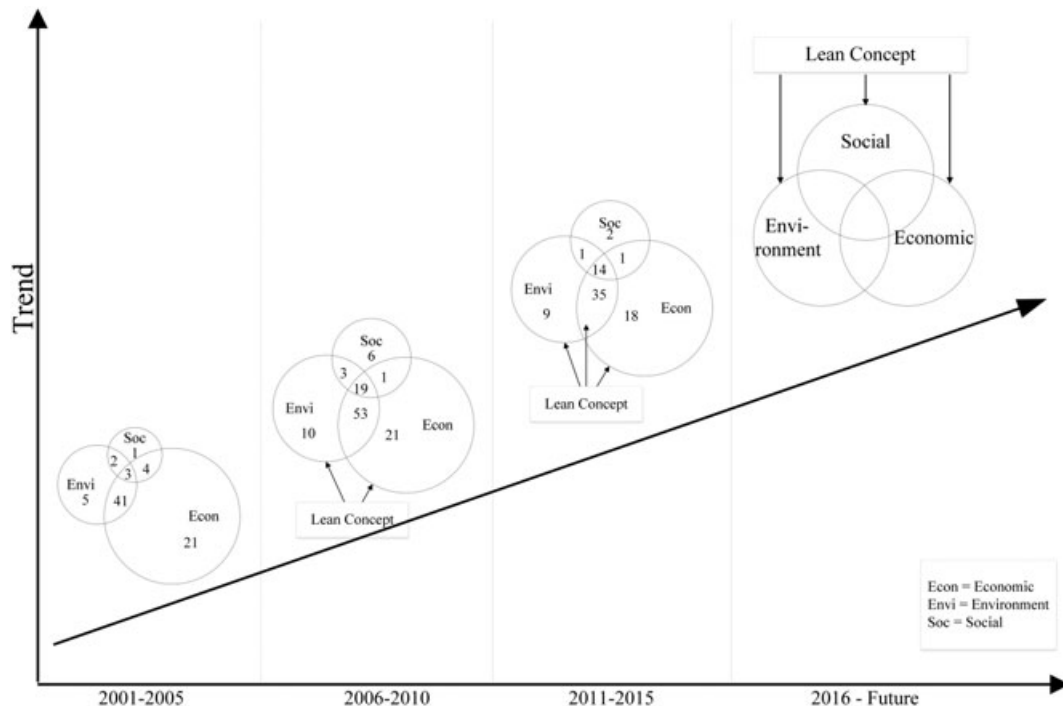 Trend
Lean Concept
Social
Envi-
ronment
Economic
Soc
2
1
1
14
Envi
35
Econ
9
18
Lean Concept
Soc
6
3
1
19
Envi
53
Econ
10
21
Lean Concept
Soc
1
2
4
3
Envi
5
41
Econ
21
Econ = Economic
Envi = Environment
Soc = Social
2001-2005
2006-2010
2011-2015
2016 - Future